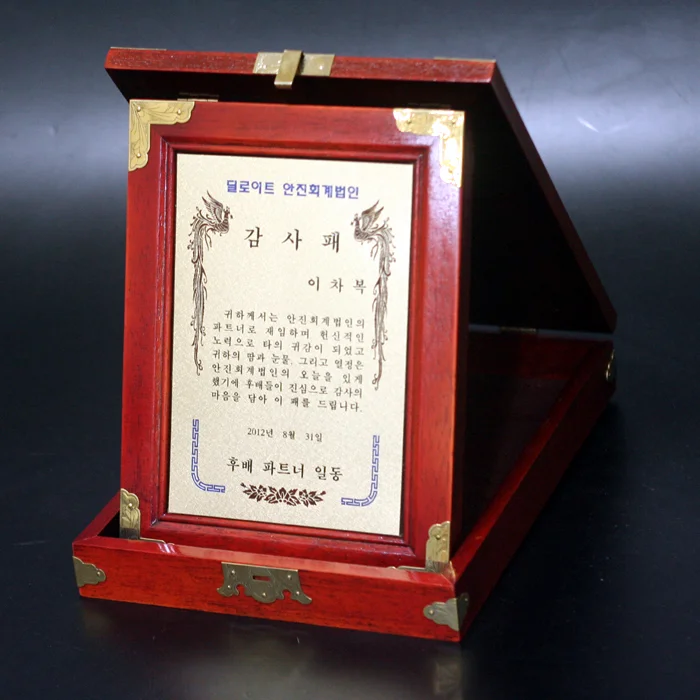 딜로이트 안진회계법인
감 사 패
이 차 복
귀하께서는 안진회계법인의
파트너로 재임하며 헌신적인
노력으로 타의 귀감이 되었고
귀하의 땀과 눈물, 그리고 열정은
안진회계법인의 오늘을 있게
했기에 후배들이 진심으로 감사의
마음을 담아 이 패를 드립니다.
2012년 8월 31일
후배 파트너 일동